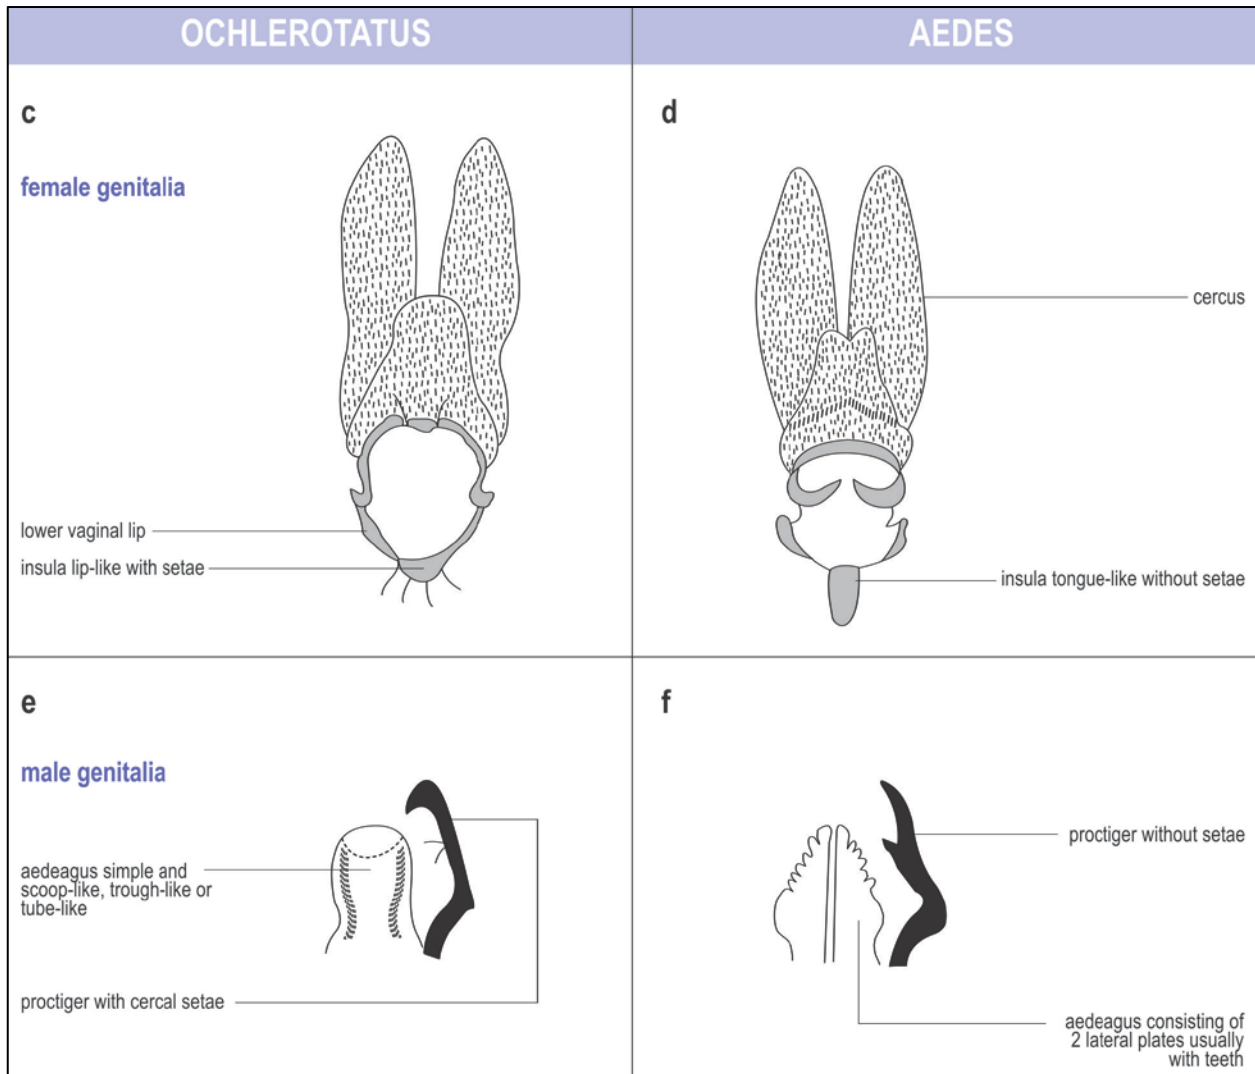 OCHLEROTATUS
AEDES
c
female genitalia
lower vaginal lip
insula lip-like with setae
d
cercus
insula tongue-like without setae
e
male genitalia
aedeagus simple and
scoop-like, trough-like or
tube-like
proctiger with cercal setae
f
proctiger without setae
aedeagus consisting of
2 lateral plates usually
with teeth